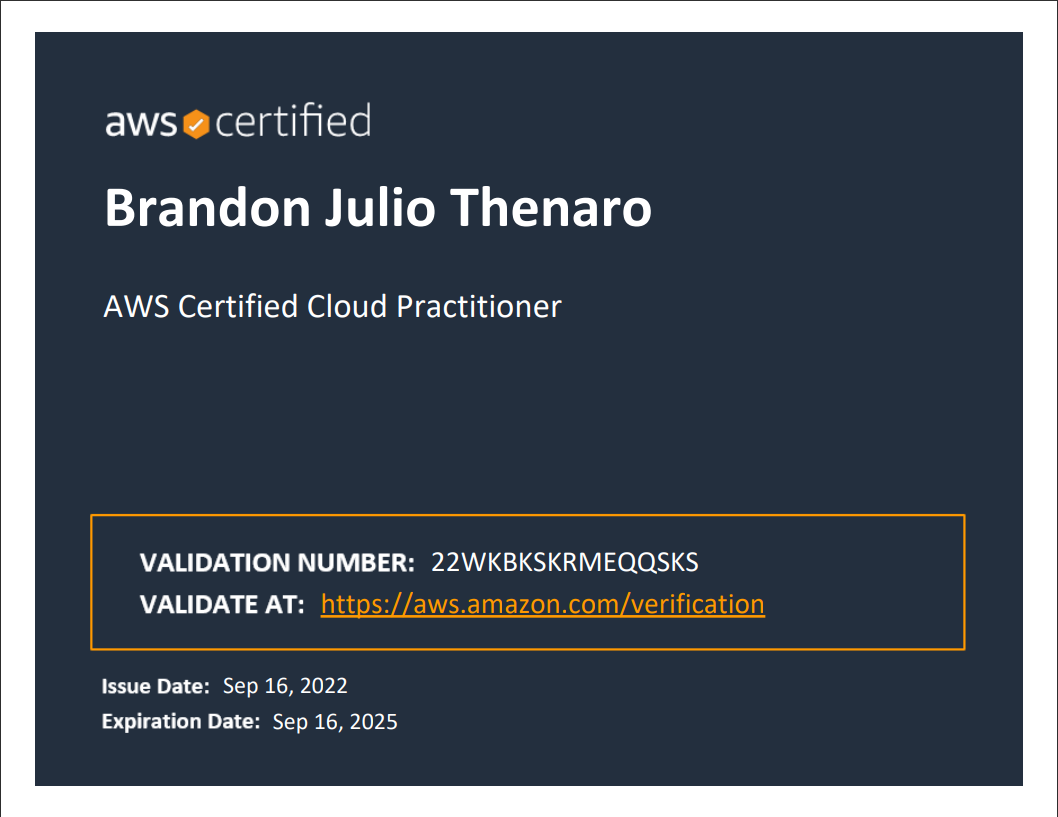 aws certified
Brandon Julio Thenaro
AWS Certified Cloud Practitioner
VALIDATION NUMBER: 22WKBKSKRMEQQSKS
VALIDATE AT: https://aws.amazon.com/verification
Issue Date: Sep 16, 2022
Expiration Date: Sep 16, 2025